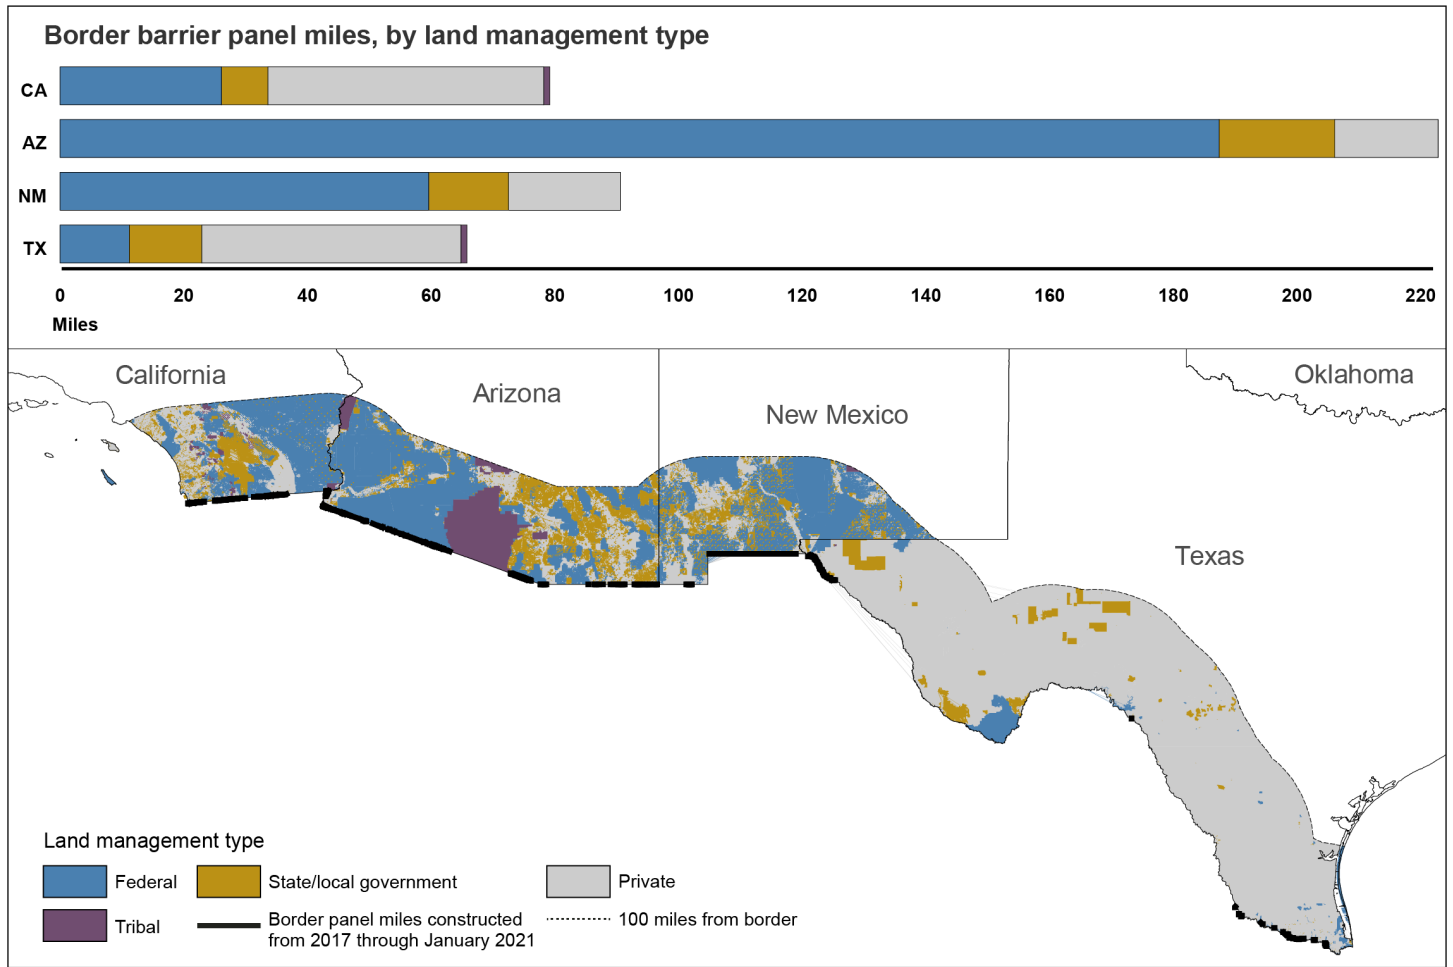 Border barrier panel miles, by land management type
CA
AZ
NM
TX
0 20 40 60 80 100 120 140 160 180 200 220
Miles
California
Arizona
New Mexico
Oklahoma
Texas
Land management type
Federal
State/local government
Private
Tribal
Border panel miles constructed
from 2017 through January 2021
100 miles from border